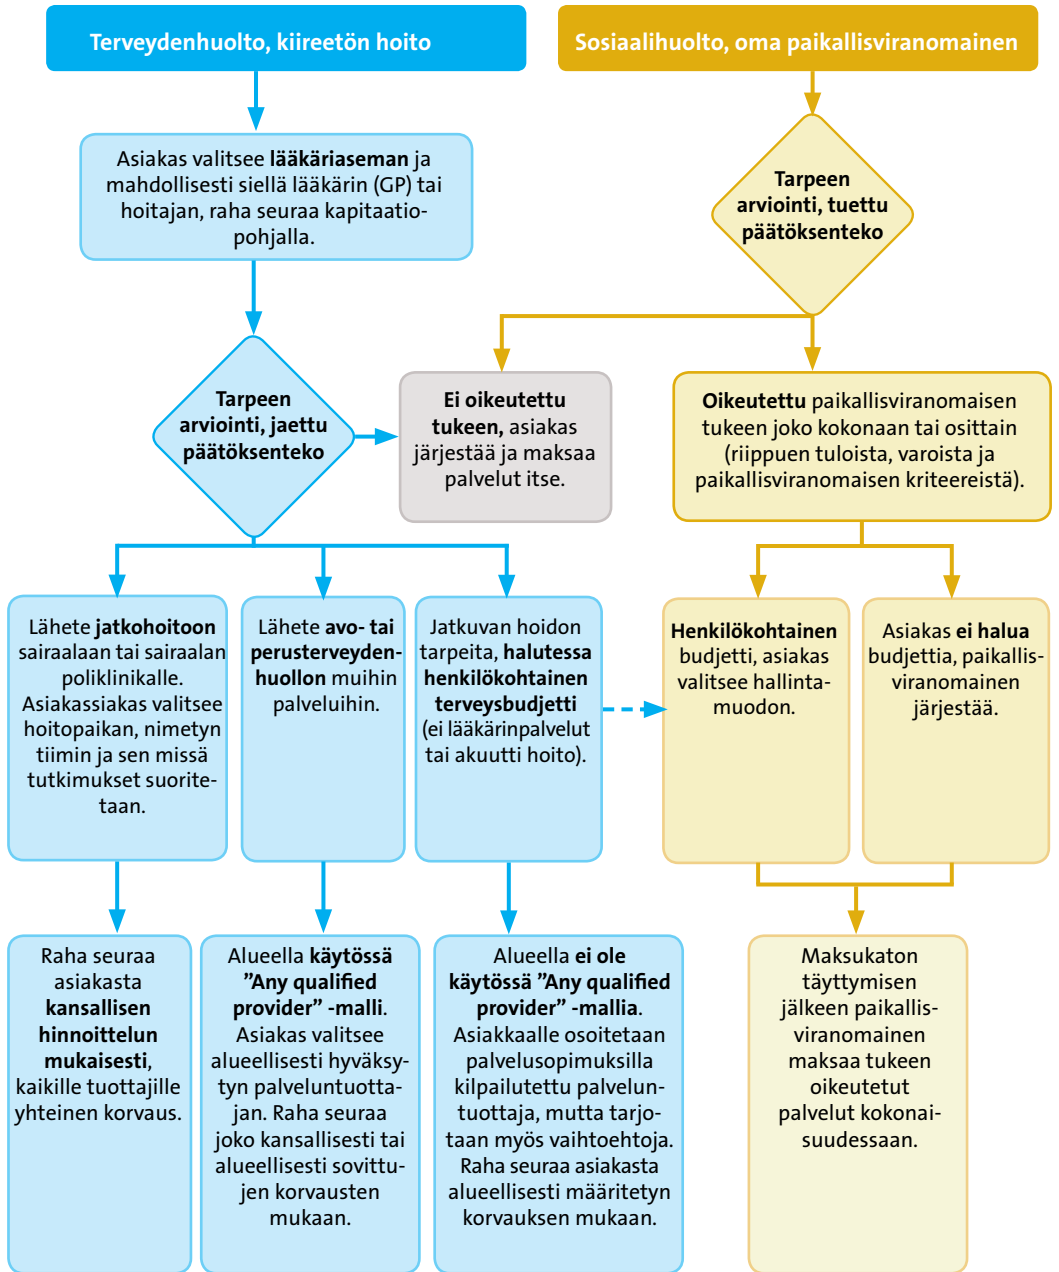 Terveydenhuolto, kiireetön hoito
Sosiaalihuolto, oma paikallisviranomainen
Asiakas valitsee lääkäriaseman ja
mahdollisesti siellä lääkärin (GP) tai
hoitajan, raha seuraa kapitaatio-
pohjalla.
Tarpeen
arviointi, tuettu
päätöksenteko
Tarpeen
arviointi, jaettu
päätöksenteko
Ei oikeutettu
tukeen, asiakas
järjestää ja maksaa
palvelut itse.
Oikeutettu paikallisviranomaisen
tukeen joko kokonaan tai osittain
(riippuen tuloista, varoista ja
paikallisviranomaisen kriteereistä).
Lähete jatkohoitoon
sairaalaan tai sairaalan
poliklinikalle.
Asiakassiakas valitsee
hoitopaikan, nimetyn
tiimin ja sen missä
tutkimukset suorite-
taan.
Lähete avo- tai
perusterveyden-
huollon muihin
palveluihin.
Jatkuvan hoidon
tarpeita, halutessa
henkilökohtainen
terveysbudjetti
(ei lääkärinpalvelut
tai akuutti hoito).
Henkilökohtainen
budjetti, asiakas
valitsee hallinta-
muodon.
Asiakas ei halua
budjettia, paikallis-
viranomainen
järjestää.
Raha seuraa
asiakasta
kansallisen
hinnoittelun
mukaisesti,
kaikille tuottajille
yhteinen korvaus.
Alueella käytössä
”Any qualified
provider” -malli.
Asiakas valitsee
alueellisesti hyväksy-
tyn palveluntuotta-
jan. Raha seuraa
joko kansallisesti tai
alueellisesti sovittu-
jen korvausten
mukaan.
Alueella ei ole
käytössä ”Any qualified
provider” -mallia.
Asiakkaalle osoitetaan
palvelusopimuksilla
kilpailutettu palvelun-
tuottaja, mutta tarjo-
taan myös vaihtoehtoja.
Raha seuraa asiakasta
alueellisesti määritetyn
korvauksen mukaan.
Maksukaton
täyttymisen
jälkeen paikallis-
viranomainen
maksaa tukeen
oikeutetut
palvelut kokonai-
suudessaan.